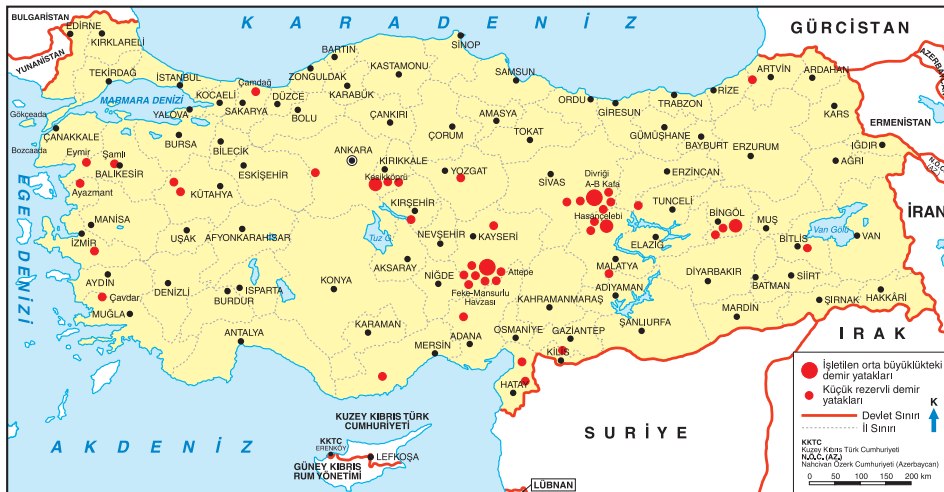 BULGARİSTAN
K A R A D E N İ Z
GÜRCİSTAN
EDİRNE
KIRKLARELİ
YUNANİSTAN
SİNOP
BARTIN
ZONGULDAK
KASTAMONU
TEKİRDAĞ
İSTANBUL
Çamdağ
KARABÜK
SAMSUN
ARTVİN
ARDAHAN
AZERBAYCAN
MARMARA DENİZİ
KOCAELİ
SAKARYA
DÜZCE
BOLU
ORDU
GİRESUN
TRABZON
RİZE
KARS
Gökçeada
YALOVA
ÇANKIRI
ÇORUM
AMASYA
TOKAT
GÜMÜŞHANE
BAYBURT
ERMENİSTAN
ÇANAKKALE
BURSA
BİLECİK
ANKARA
ERZURUM
IĞDIR
Bozcaada
Eymir
Şamlı
BALIKESİR
ESKİŞEHİR
KIRIKKALE
Kesikköprü
YOZGAT
SİVAS
Divriği
A-B Kafa
ERZİNCAN
AĞRI
N.Ö.C.
(AZ.)
Ayazmant
KÜTAHYA
KIRŞEHİR
Hasançelebi
TUNCELİ
BİNGÖL
MUŞ
İRAN
MANİSA
İZMİR
UŞAK
AFYONKARAHİSAR
Tuz G.
NEVŞEHİR
KAYSERİ
ELAZIĞ
BİTLİS
Van Gölü
VAN
EGE DENİZİ
AKSARAY
NİĞDE
Attepe
MALATYA
DİYARBAKIR
BATMAN
SİİRT
AYDIN
DENİZLİ
ISPARTA
BURDUR
KONYA
Feke-Mansurlu
Havzası
ADIYAMAN
Çavdar
MUĞLA
KAHRAMANMARAŞ
MARDİN
ŞIRNAK
HAKKÂRİ
ANTALYA
KARAMAN
MERSİN
ADANA
OSMANİYE
GAZİANTEP
ŞANLIURFA
I R A K
KİLİS
HATAY
İşletilen orta büyüklükteki
demir yatakları
Küçük rezervli demir
yatakları
K
KUZEY KIBRIS TÜRK
CUMHURİYETİ
Devlet Sınırı
İl Sınırı
A K D E N İ Z
KKTC
ERENKÖY
LEFKOŞA
S U R İ Y E
KKTC
Kuzey Kıbrıs Türk Cumhuriyeti
N.Ö.C. (AZ.)
Nahcivan Özerk Cumhuriyeti (Azerbaycan)
GÜNEY KIBRIS
RUM YÖNETİMİ
LÜBNAN
0 50 100 150 200 km